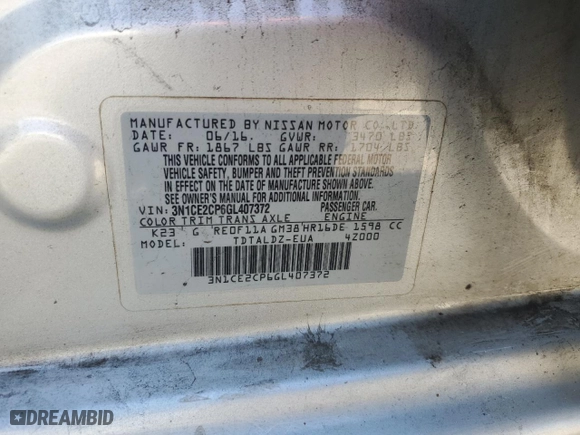 MANUFACTURED BY NISSAN MOTOR CO.,LTD.
DATE: 06/16 GVWR: 3470 LBS
GAWR FR: 1867 LBS GAWR RR: 1704 LBS
THIS VEHICLE CONFORMS TO ALL APPLICABLE FEDERAL MOTOR
VEHICLE SAFETY, BUMPER AND THEFT PREVENTION STANDARDS
IN EFFECT ON THE DATE OF MANUFACTURE SHOWN ABOVE.
SEE OWNER'S MANUAL FOR ADDITIONAL INFORMATION.
VIN: 3N1CE2CP6GL407372 PASSENGER CAR.
COLOR TRIM TRANS AXLE ENGINE
K23 G RE0F11A GM38 HR16DE 1598 CC
MODEL: TDTALDZ-EUA 4Z000
3N1CE2CP6GL407372
DREAMBID